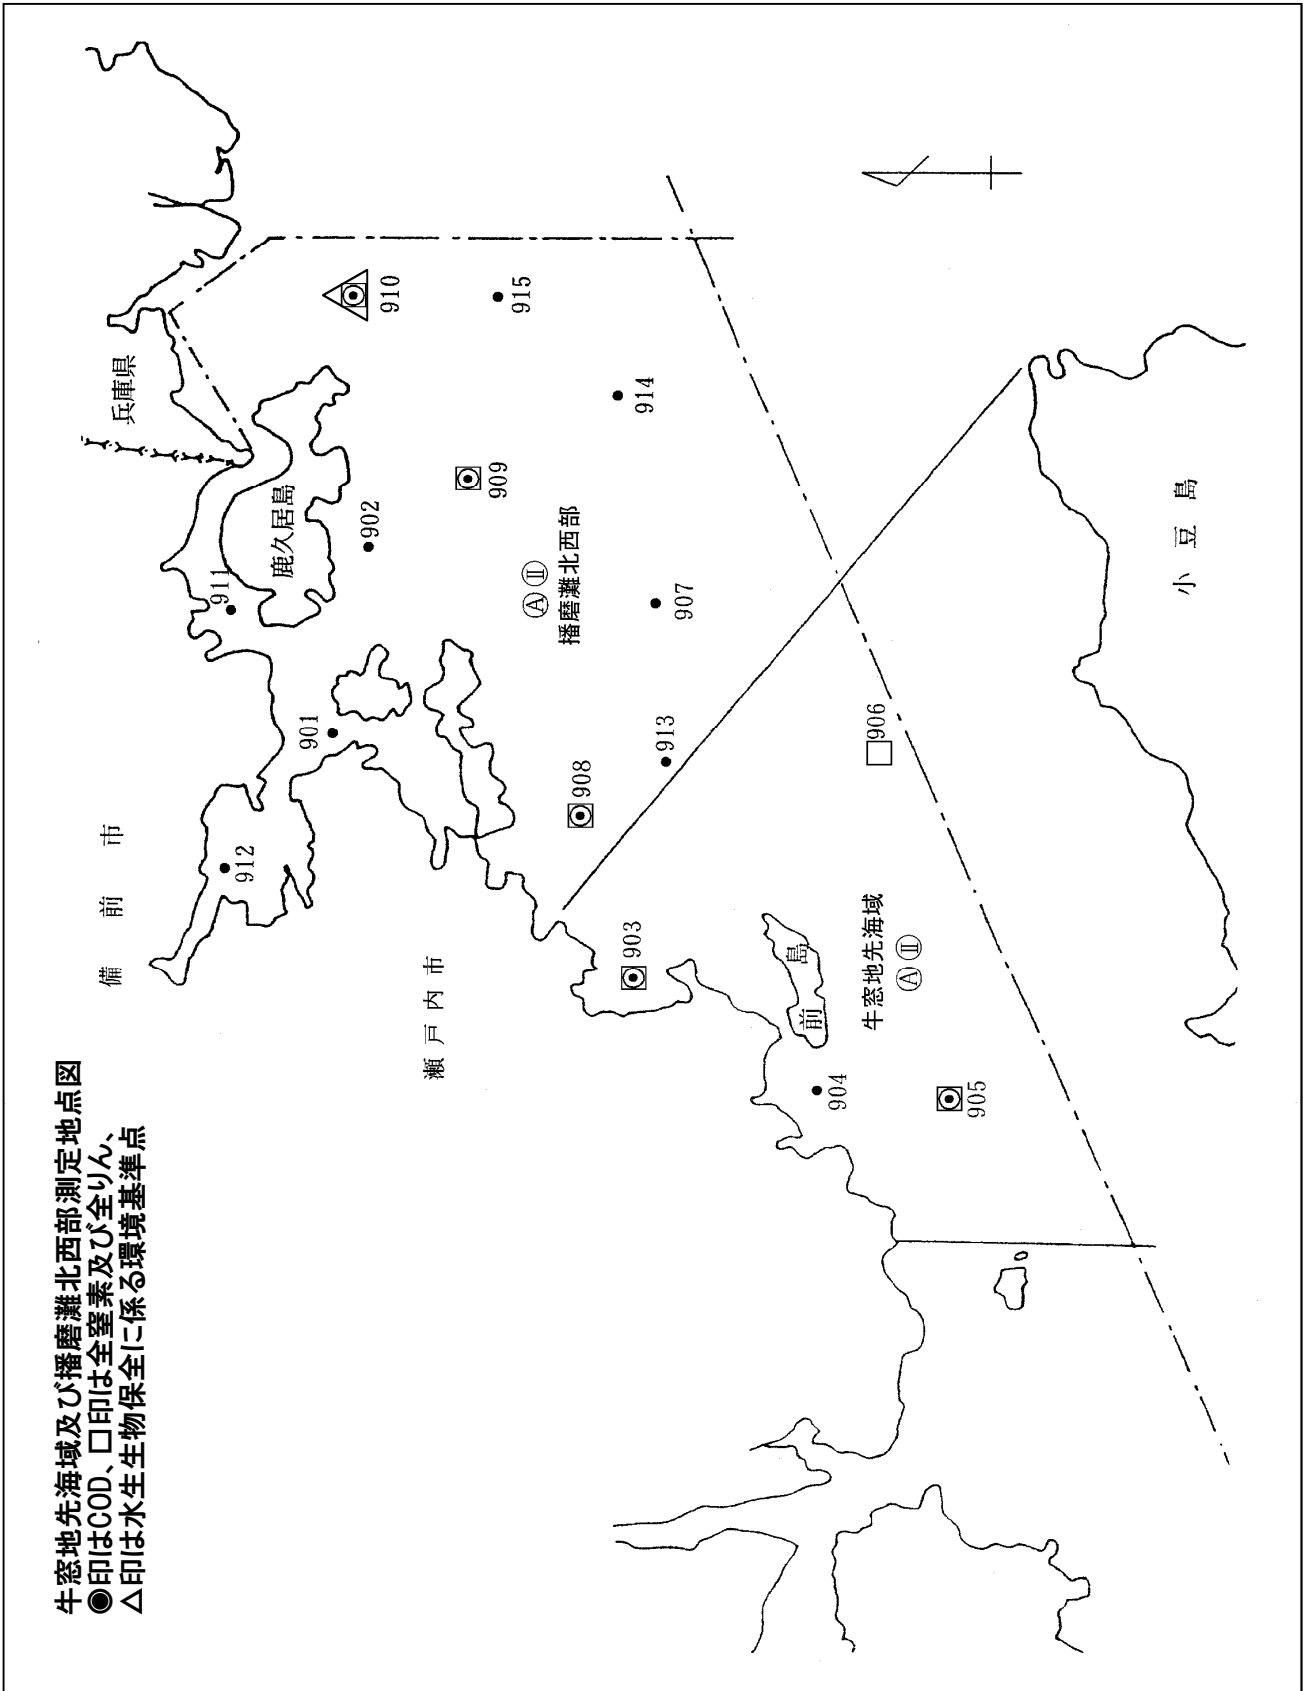 牛窓地先海域及び播磨灘北西部測定地点図
◉印はCOD、□印は全窒素及び全りん、
△印は水生生物保全に係る環境基準点
備前市
瀬戸内市
兵庫県
鹿久居島
912
901
911
902
910
915
909
914
播磨灘北西部
Ⓐ Ⅱ
907
913
908
903
906
前島
牛窓地先海域
Ⓐ Ⅱ
904
905
小豆島